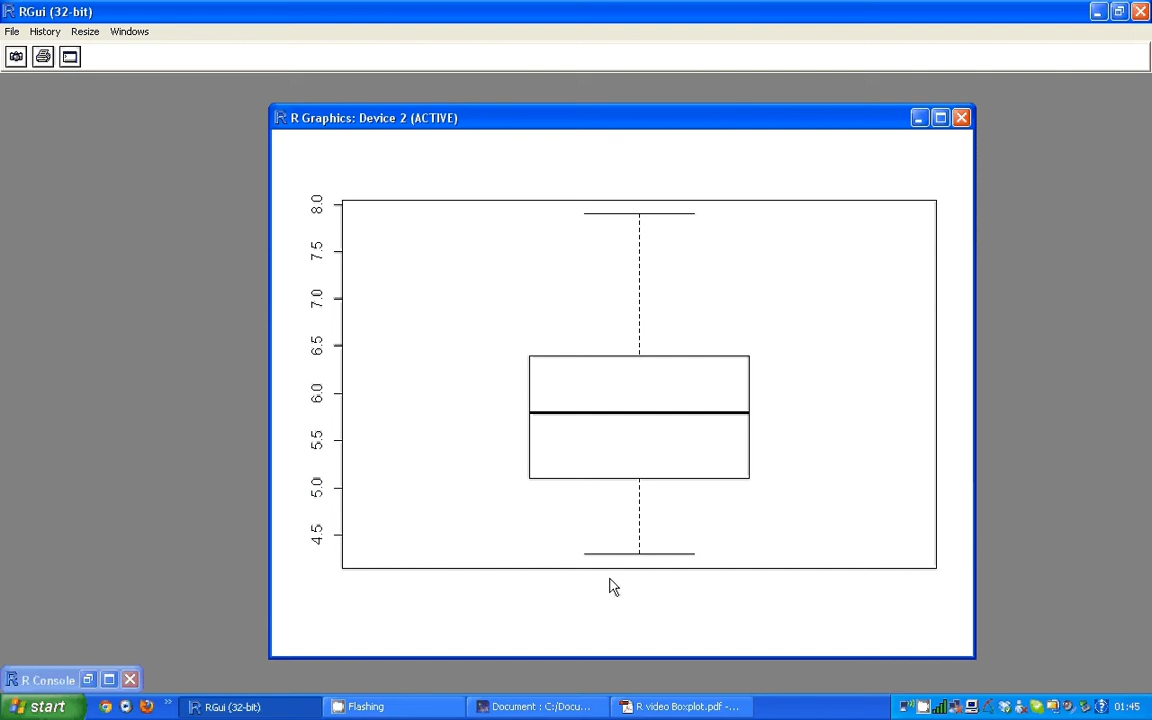 RGui (32-bit)
File History Resize Windows
R Graphics: Device 2 (ACTIVE)
8.0
7.5
7.0
6.5
6.0
5.5
5.0
4.5
R Console
start
RGui (32-bit)
Flashing
Document : C:/Docu...
R video Boxplot.pdf -...
01:45